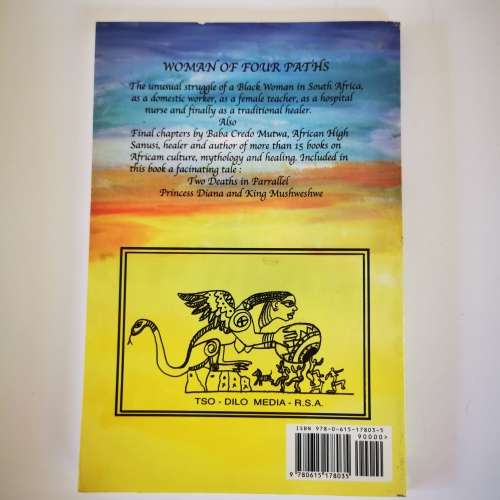 WOMAN OF FOUR PATHS
The unusual struggle of a Black Woman in South Africa,
as a domestic worker, as a female teacher, as a hospital
nurse and finally as a traditional healer.
Also
Final chapters by Baba Credo Mutwa, African High
Sanusi, healer and author of more than 15 books on
Africam culture, mythology and healing. Included in
this book a facinating tale :
Two Deaths in Parrallel
Princess Diana and King Mushweshwe
TSO - DILO MEDIA - R.S.A.
ISBN 978-0-615-17803-5
90000>
9 780615 178035